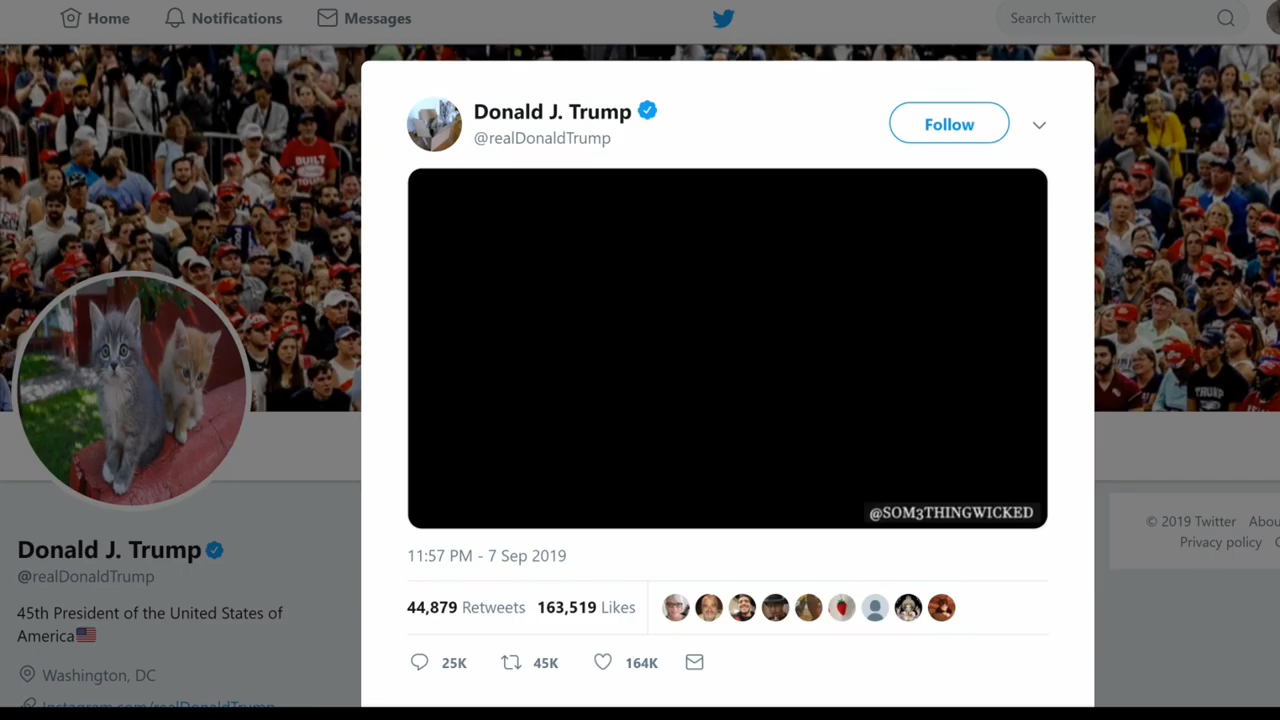 Home
Notifications
Messages
Search Twitter
BUILT
TRUMP
Donald J. Trump
@realDonaldTrump
Follow
@SOM3THINGWICKED
11:57 PM - 7 Sep 2019
44,879 Retweets 163,519 Likes
25K 45K 164K
Donald J. Trump
@realDonaldTrump
45th President of the United States of
America
Washington, DC
Instagram.com/realDonaldTrump
© 2019 Twitter
Privacy policy